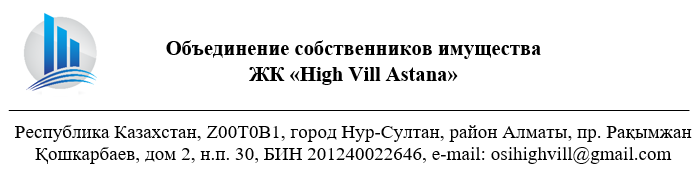 Объединение собственников имущества
ЖК «High Vill Astana»
Республика Казахстан, Z00T0B1, город Нур-Султан, район Алматы, пр. Рақымжан
Қошкарбаев, дом 2, н.п. 30, БИН 201240022646, e-mail: osihighvill@gmail.com